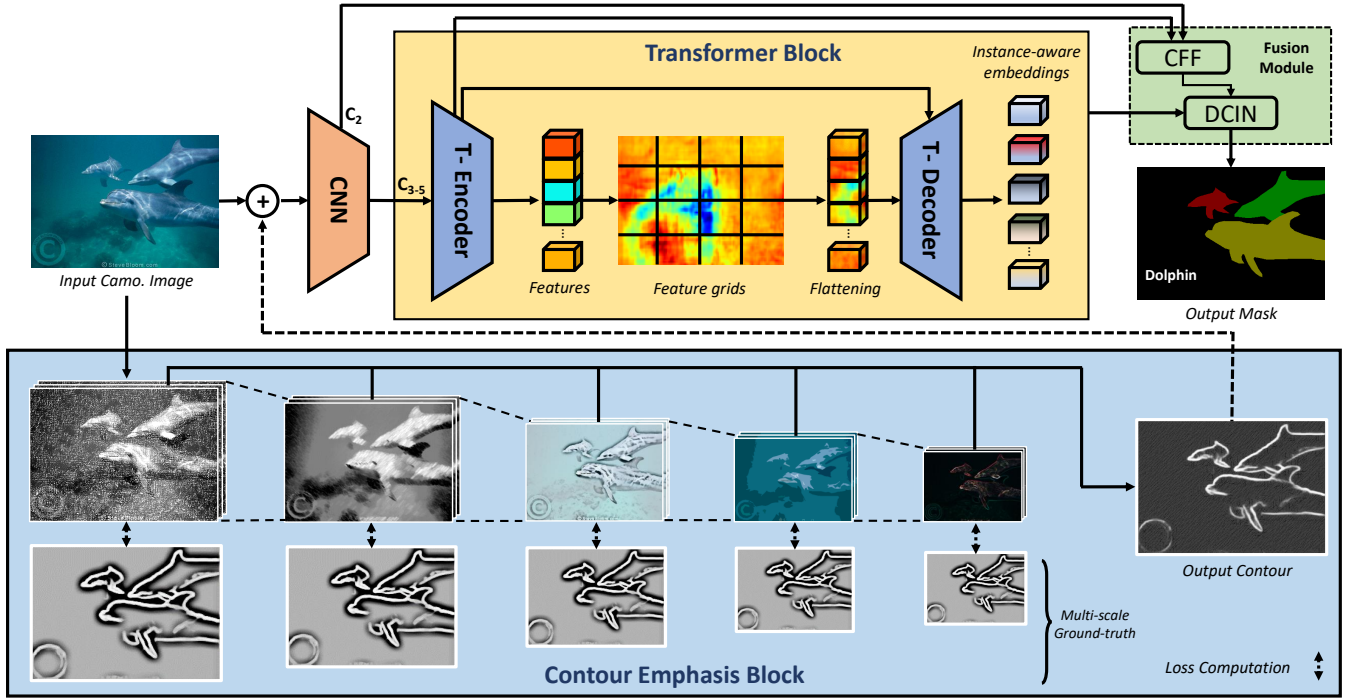 Transformer Block
Instance-aware
embeddings
CFF
Fusion
Module
DCIN
C2
C3-5
CNN
T- Encoder
T- Decoder
Input Camo. Image
Features
Feature grids
Flattening
Dolphin
Output Mask
Output Contour
Multi-scale
Ground-truth
Contour Emphasis Block
Loss Computation